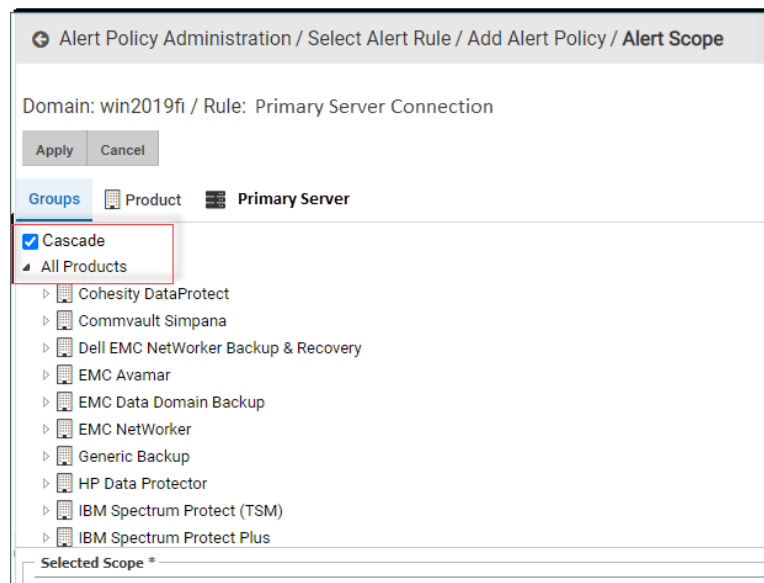 Alert Policy Administration / Select Alert Rule / Add Alert Policy / Alert Scope
Domain: win2019fi / Rule: Primary Server Connection
Apply Cancel
Groups Product Primary Server
Cascade
All Products
Cohesity DataProtect
Commvault Simpana
Dell EMC NetWorker Backup & Recovery
EMC Avamar
EMC Data Domain Backup
EMC NetWorker
Generic Backup
HP Data Protector
IBM Spectrum Protect (TSM)
IBM Spectrum Protect Plus
Selected Scope *